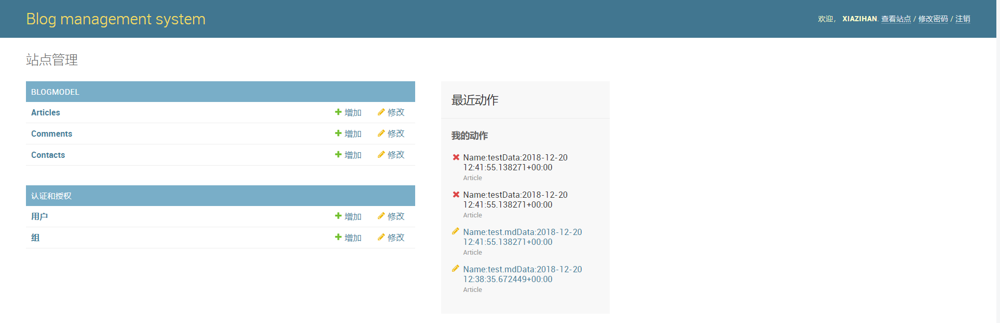 Blog management system
欢迎， XIAZIHAN. 查看站点 / 修改密码 / 注销
站点管理
BLOGMODEL
Articles 增加 修改
Comments 增加 修改
Contacts 增加 修改
认证和授权
用户 增加 修改
组 增加 修改
最近动作
我的动作
Name:testData:2018-12-20
12:41:55.138271+00:00
Article
Name:testData:2018-12-20
12:41:55.138271+00:00
Article
Name:test.mdData:2018-12-20
12:41:55.138271+00:00
Article
Name:test.mdData:2018-12-20
12:38:35.672449+00:00
Article